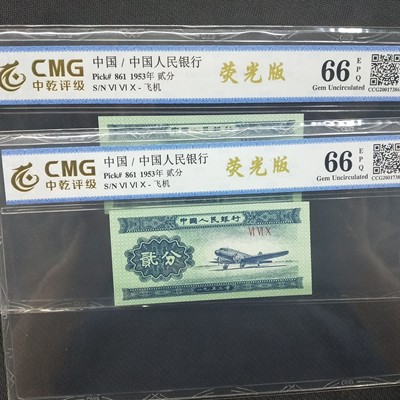 CMG
中乾评级
中国 / 中国人民银行
Pick# 861 1953年 贰分
S/N VI VI X - 飞机
荧光版
66
EPQ
Gem Uncirculated
CMG
中乾评级
中国 / 中国人民银行
Pick# 861 1953年 贰分
S/N VI VI X - 飞机
荧光版
66
EPQ
Gem Uncirculated
中國人民銀行
VI VI X
贰分